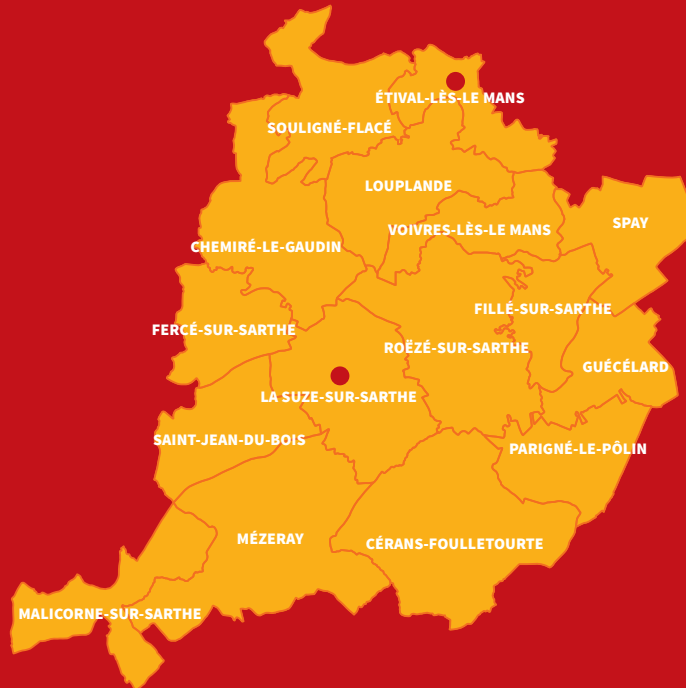 ÉTIVAL-LÈS-LE MANS
SOULIGNÉ-FLACÉ
LOUPLANDE
SPAY
VOIVRES-LÈS-LE MANS
CHEMIRÉ-LE-GAUDIN
FILLÉ-SUR-SARTHE
FERCÉ-SUR-SARTHE
ROËZÉ-SUR-SARTHE
GUÉCÉLARD
LA SUZE-SUR-SARTHE
SAINT-JEAN-DU-BOIS
PARIGNÉ-LE-PÔLIN
MÉZERAY
CÉRANS-FOULLETOURTE
MALICORNE-SUR-SARTHE